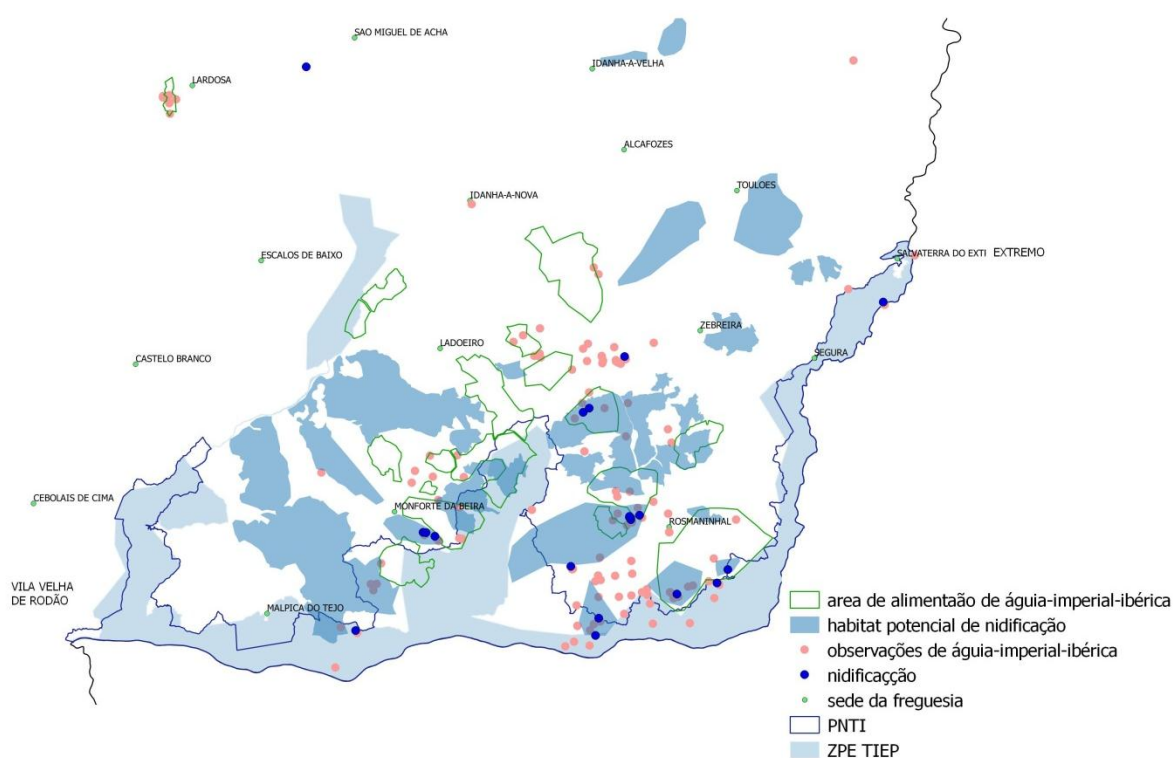 SAO MIGUEL DE ACHA
IDANHA-A-VELHA
LARDOSA
ALCAFOZES
TOULOES
IDANHA-A-NOVA
ESCALOS DE BAIXO
SALVATERRA DO EXTI EXTREMO
ZEBREIRA
LADOEIRO
SEGURA
CASTELO BRANCO
CEBOLAIS DE CIMA
MONFORTE DA BEIRA
ROSMANINHAL
VILA VELHA
DE RODÃO
MALPICA DO TEJO
area de alimentaão de águia-imperial-ibérica
habitat potencial de nidificação
observações de águia-imperial-ibérica
nidificaçção
sede da freguesia
PNTI
ZPE TIEP